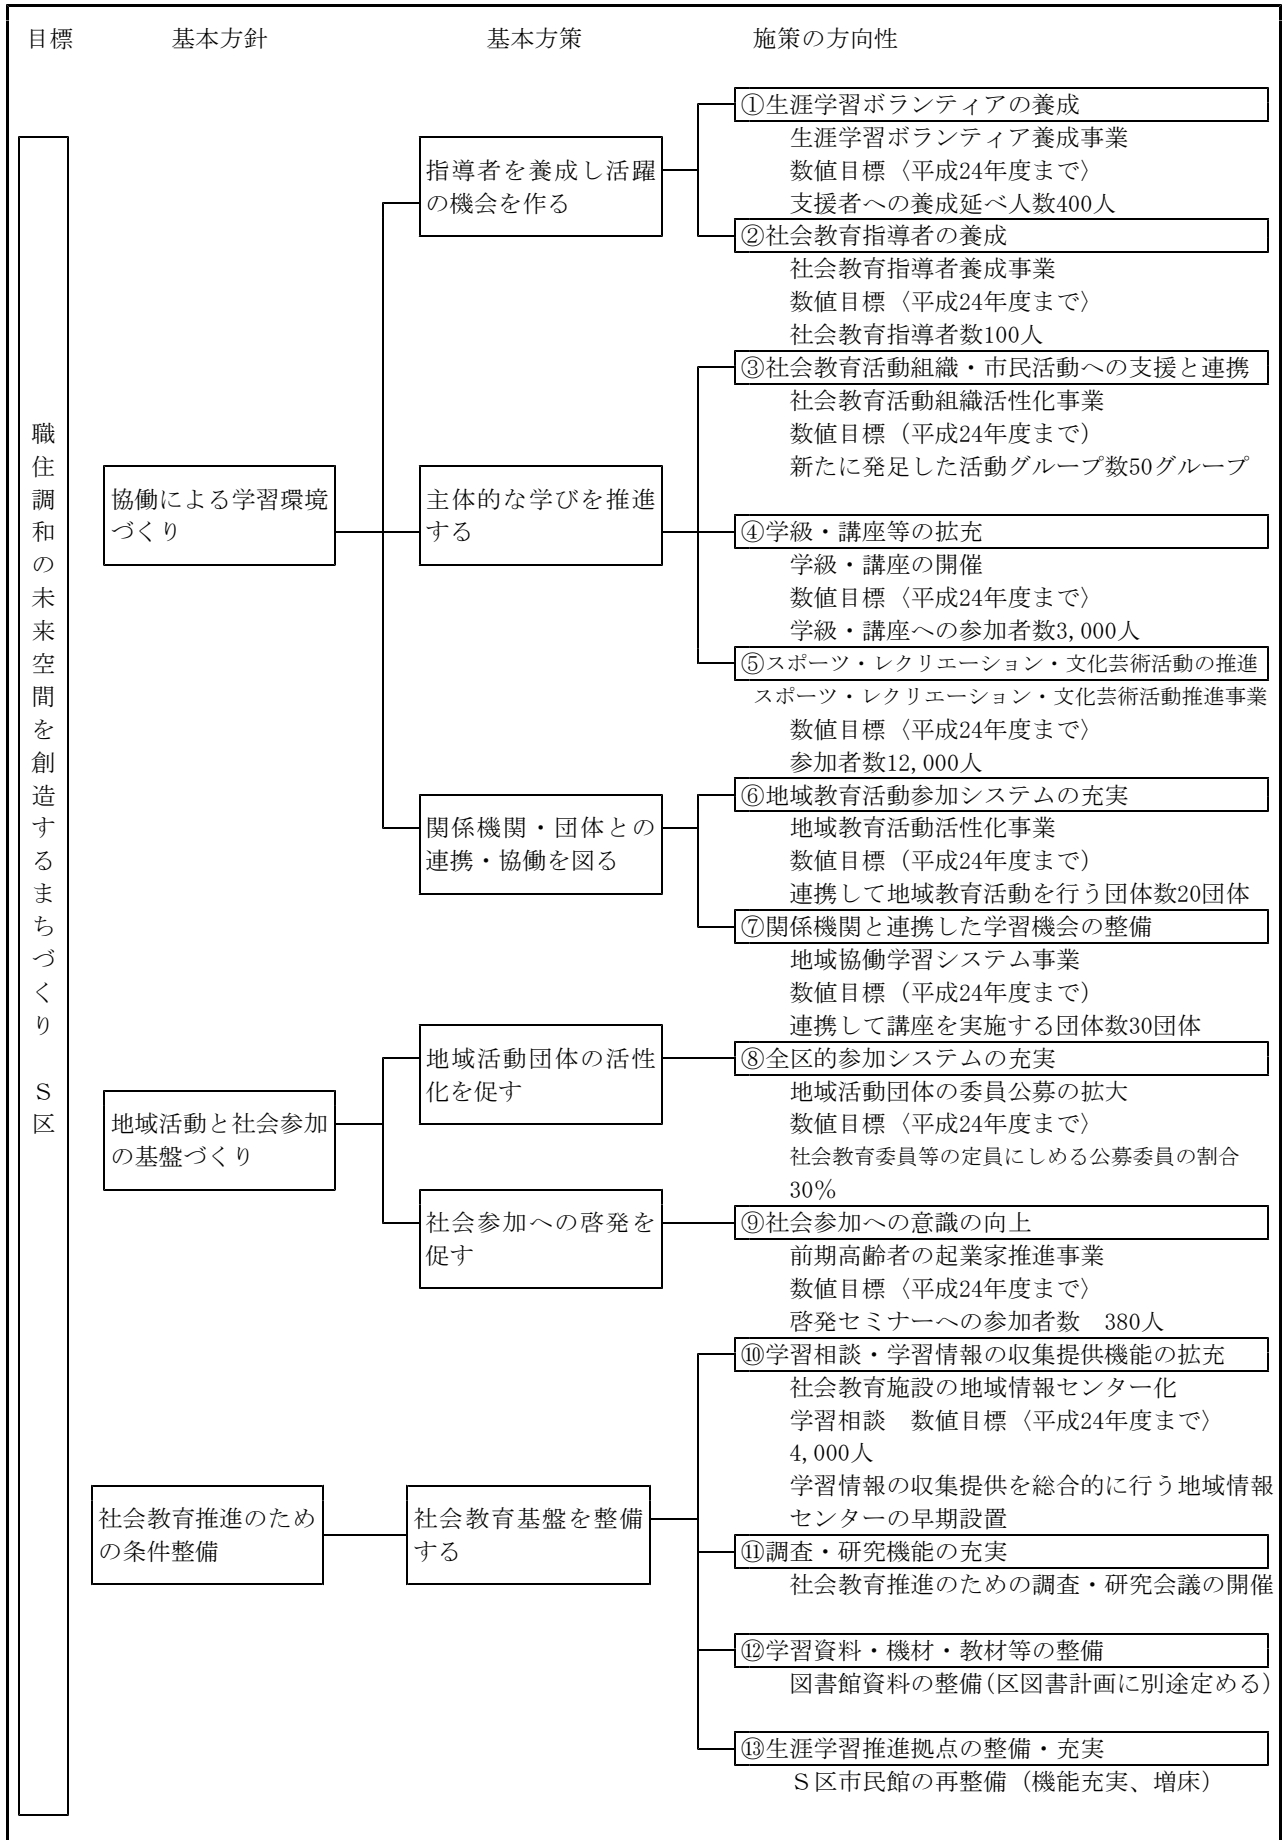 目標　基本方針　基本方策　施策の方向性
職住調和の未来空間を創造するまちづくり　Ｓ区
協働による学習環境
づくり
指導者を養成し活躍
の機会を作る
①生涯学習ボランティアの養成
生涯学習ボランティア養成事業
数値目標〈平成24年度まで〉
支援者への養成延べ人数400人
②社会教育指導者の養成
社会教育指導者養成事業
数値目標〈平成24年度まで〉
社会教育指導者数100人
主体的な学びを推進
する
③社会教育活動組織・市民活動への支援と連携
社会教育活動組織活性化事業
数値目標（平成24年度まで）
新たに発足した活動グループ数50グループ
④学級・講座等の拡充
学級・講座の開催
数値目標〈平成24年度まで〉
学級・講座への参加者数3,000人
⑤スポーツ・レクリエーション・文化芸術活動の推進
スポーツ・レクリエーション・文化芸術活動推進事業
数値目標〈平成24年度まで〉
参加者数12,000人
関係機関・団体との
連携・協働を図る
⑥地域教育活動参加システムの充実
地域教育活動活性化事業
数値目標（平成24年度まで）
連携して地域教育活動を行う団体数20団体
⑦関係機関と連携した学習機会の整備
地域協働学習システム事業
数値目標（平成24年度まで）
連携して講座を実施する団体数30団体
地域活動と社会参加
の基盤づくり
地域活動団体の活性
化を促す
⑧全区的参加システムの充実
地域活動団体の委員公募の拡大
数値目標〈平成24年度まで〉
社会教育委員等の定員にしめる公募委員の割合
30％
社会参加への啓発を
促す
⑨社会参加への意識の向上
前期高齢者の起業家推進事業
数値目標〈平成24年度まで〉
啓発セミナーへの参加者数　380人
社会教育推進のため
の条件整備
社会教育基盤を整備
する
⑩学習相談・学習情報の収集提供機能の拡充
社会教育施設の地域情報センター化
学習相談　数値目標〈平成24年度まで〉
4,000人
学習情報の収集提供を総合的に行う地域情報
センターの早期設置
⑪調査・研究機能の充実
社会教育推進のための調査・研究会議の開催
⑫学習資料・機材・教材等の整備
図書館資料の整備（区図書計画に別途定める）
⑬生涯学習推進拠点の整備・充実
Ｓ区市民館の再整備（機能充実、増床）